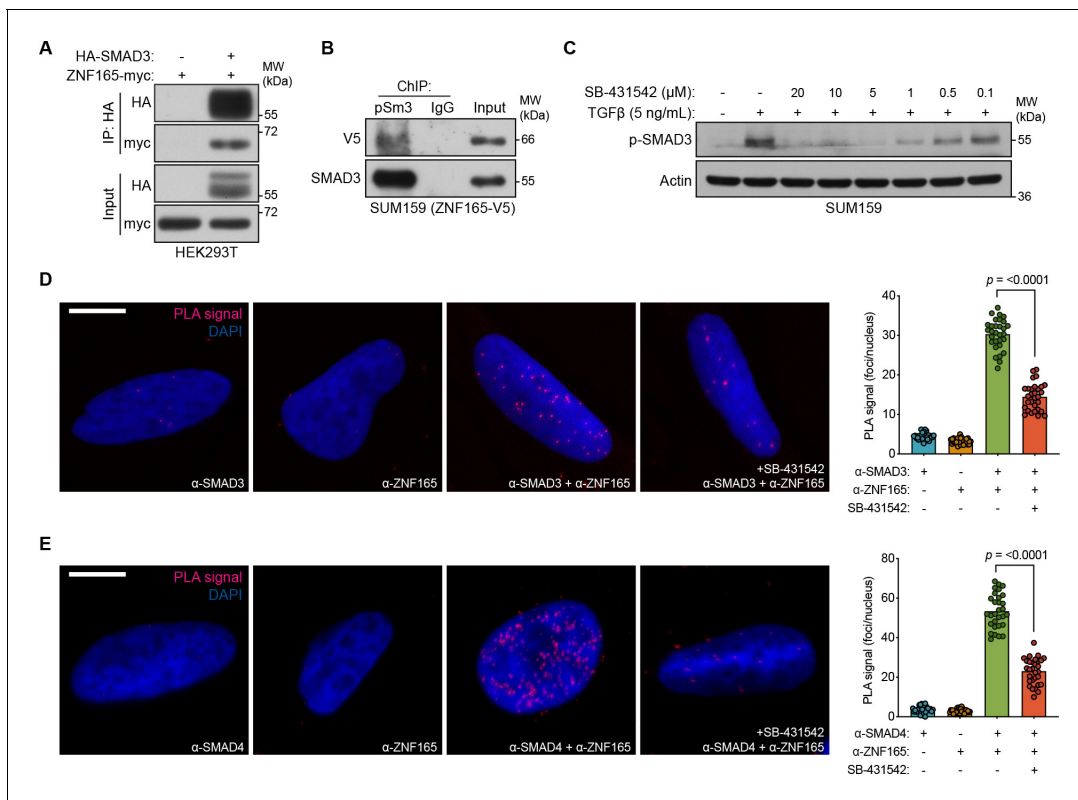 A
HA-SMAD3: - +
ZNF165-myc: + +
MW
(kDa)
IP: HA
HA
55
72
myc
Input
HA
55
72
myc
HEK293T
B
ChIP:
pSm3 IgG Input
MW
(kDa)
V5
66
SMAD3
55
SUM159 (ZNF165-V5)
C
SB-431542 (μM): - - 20 10 5 1 0.5 0.1
TGFβ (5 ng/mL): - + + + + + + +
MW
(kDa)
p-SMAD3
55
Actin
36
SUM159
D
PLA signal
DAPI
α-SMAD3
α-ZNF165
α-SMAD3 + α-ZNF165
+SB-431542
α-SMAD3 + α-ZNF165
p = <0.0001
PLA signal (foci/nucleus)
40
30
20
10
0
α-SMAD3: + - + +
α-ZNF165: - + + +
SB-431542: - - - +
E
PLA signal
DAPI
α-SMAD4
α-ZNF165
α-SMAD4 + α-ZNF165
+SB-431542
α-SMAD4 + α-ZNF165
p = <0.0001
PLA signal (foci/nucleus)
80
60
40
20
0
α-SMAD4: + - + +
α-ZNF165: - + + +
SB-431542: - - - +